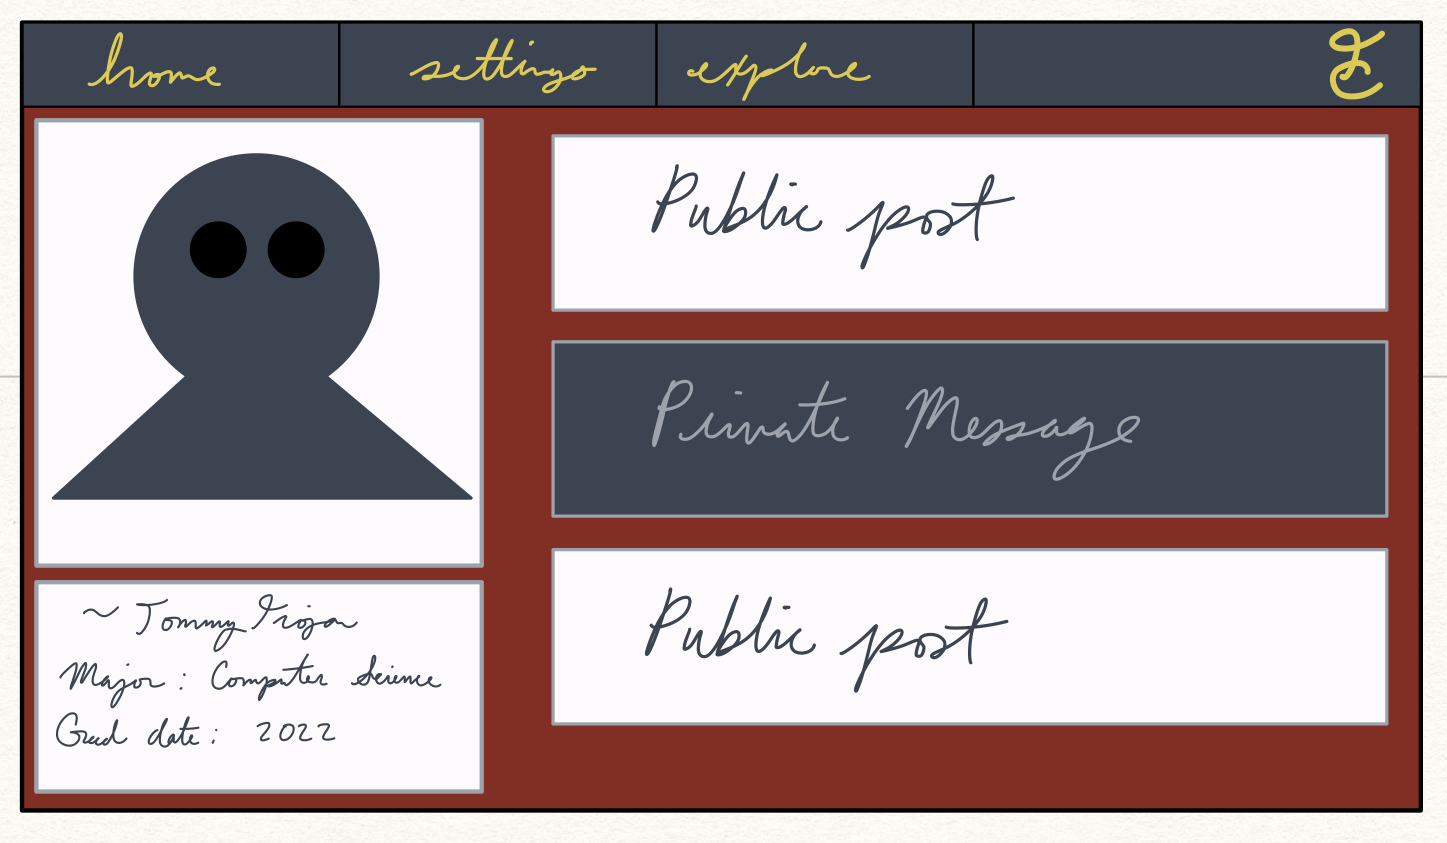 home settings explore
Public post
Private Message
Public post
~ Tommy Trojan
Major: Computer Science
Grad date: 2022